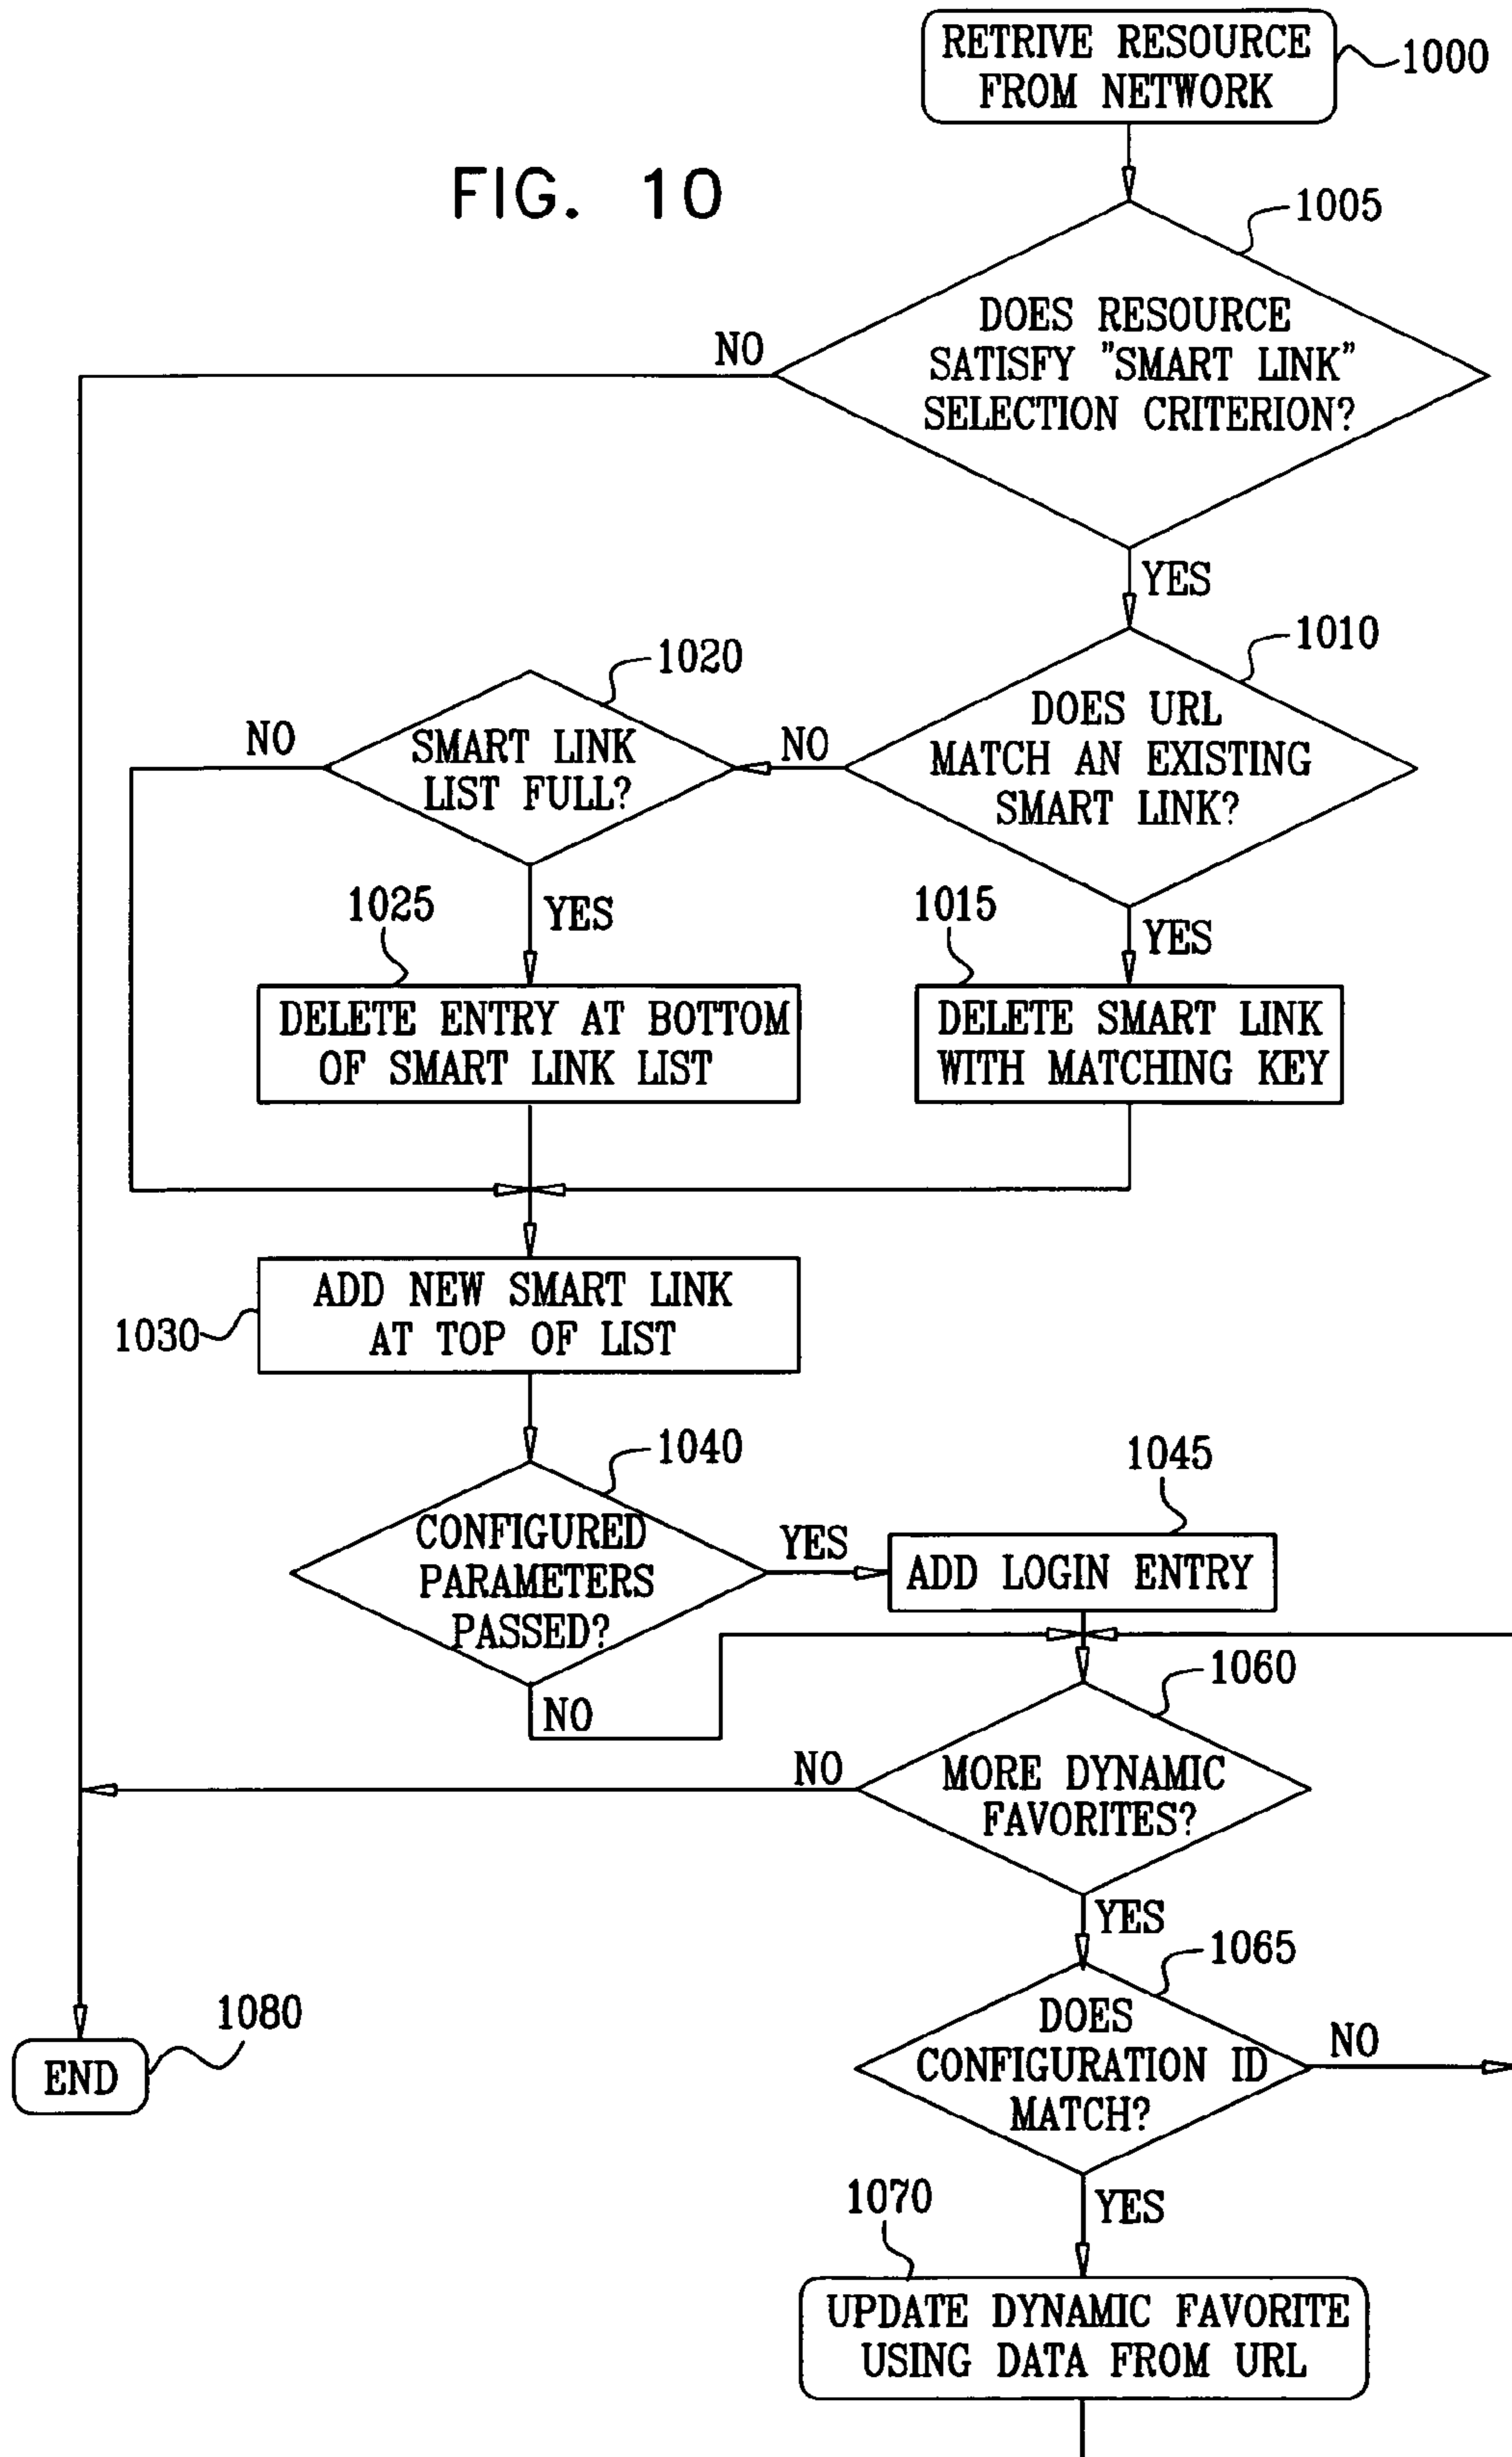 RETRIVE RESOURCE
FROM NETWORK
1000
FIG. 10
1005
DOES RESOURCE
SATISFY "SMART LINK"
SELECTION CRITERION?
NO
YES
1010
DOES URL
MATCH AN EXISTING
SMART LINK?
NO
1020
SMART LINK
LIST FULL?
NO
YES
YES
1025
DELETE ENTRY AT BOTTOM
OF SMART LINK LIST
1015
DELETE SMART LINK
WITH MATCHING KEY
ADD NEW SMART LINK
AT TOP OF LIST
1030
1040
CONFIGURED
PARAMETERS
PASSED?
YES
NO
1045
ADD LOGIN ENTRY
1060
MORE DYNAMIC
FAVORITES?
NO
YES
1065
DOES
CONFIGURATION ID
MATCH?
NO
YES
1080
END
1070
UPDATE DYNAMIC FAVORITE
USING DATA FROM URL